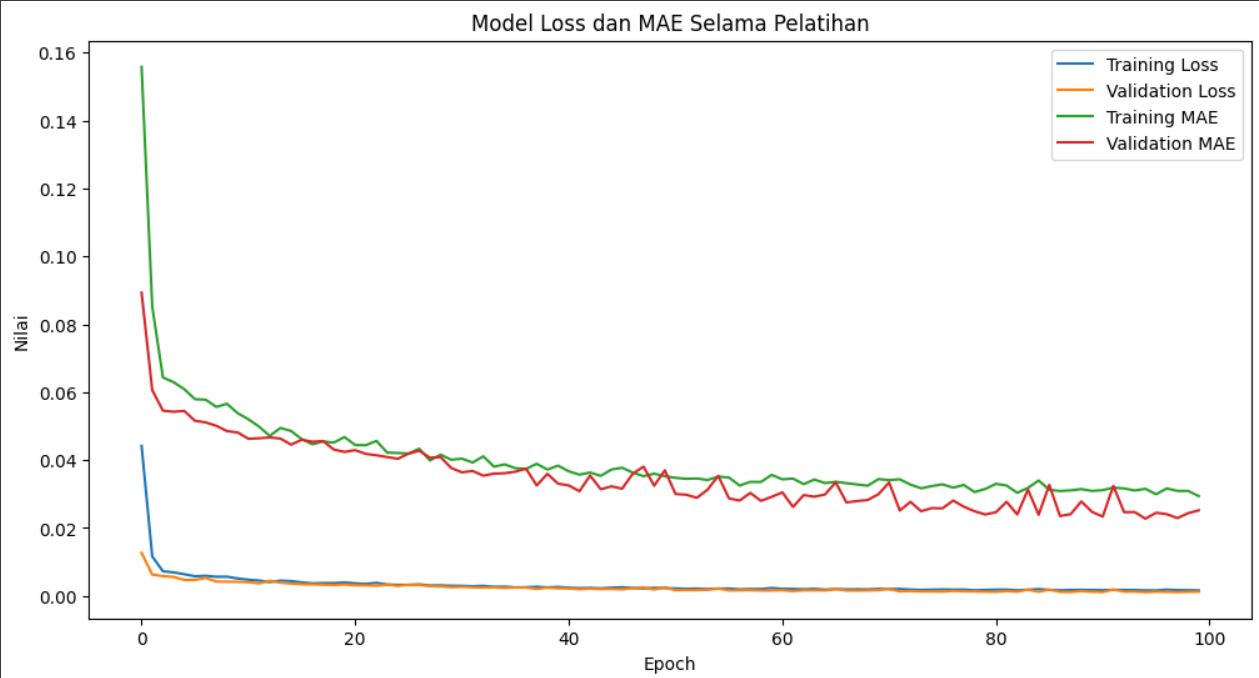 Model Loss dan MAE Selama Pelatihan
0.16
0.14
0.12
0.10
0.08
0.06
0.04
0.02
0.00
Nilai
Training Loss
Validation Loss
Training MAE
Validation MAE
0 20 40 60 80 100
Epoch